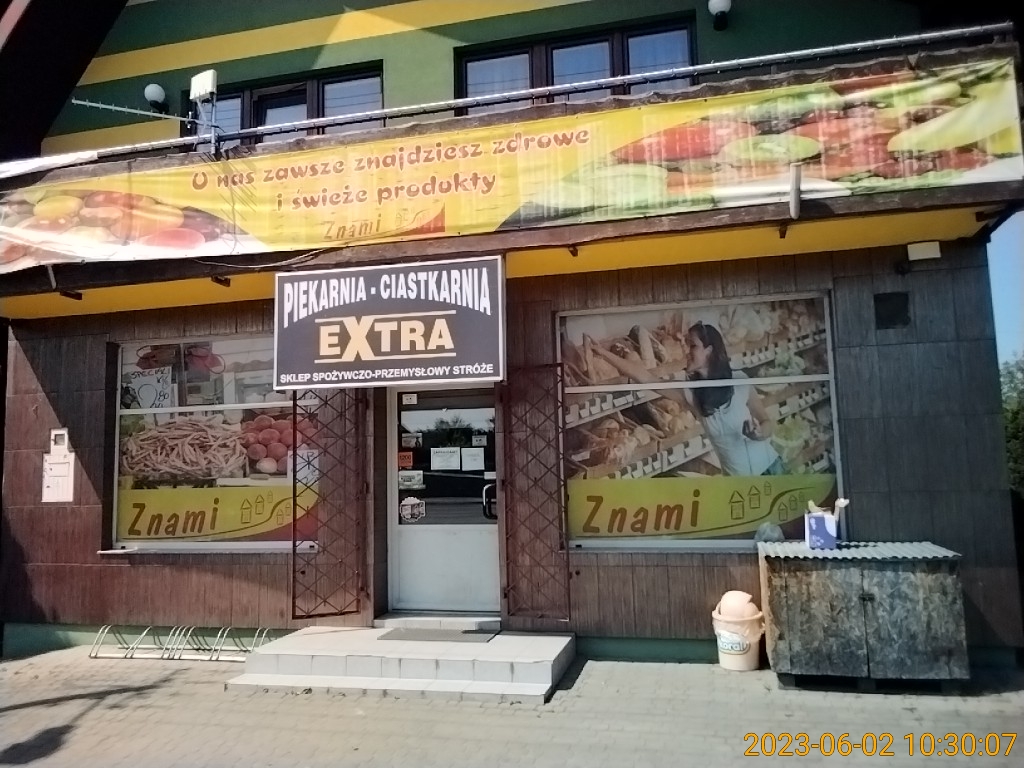 U nas zawsze znajdziesz zdrowe
i świeże produkty
Znami
PIEKARNIA - CIASTKARNIA
EXTRA
SKLEP SPOŻYWCZO-PRZEMYSŁOWY STRÓŻE
Znami
Znami
2023-06-02 10:30:07